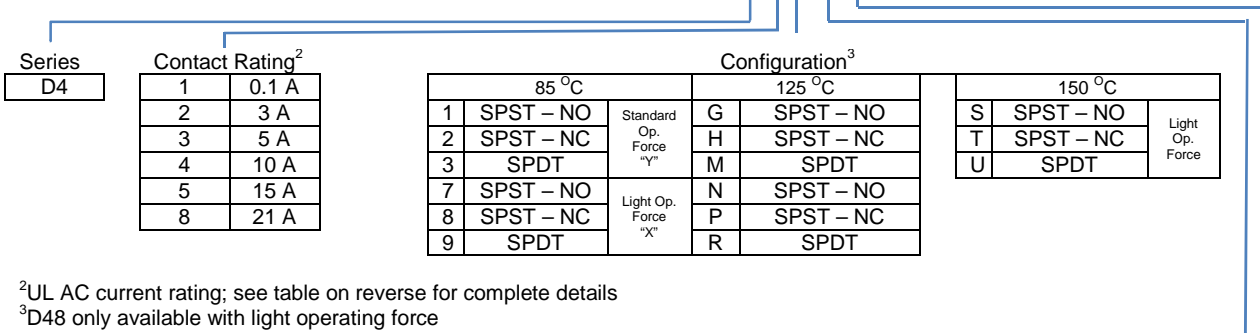 Series Contact Rating² Configuration³
D4 1 0.1 A 85 ᴼC 125 ᴼC 150 ᴼC
2 3 A 1 SPST – NO Standard Op. Force "Y" G SPST – NO S SPST – NO Light Op. Force
3 5 A 2 SPST – NC H SPST – NC T SPST – NC
4 10 A 3 SPDT M SPDT U SPDT
5 15 A 7 SPST – NO Light Op. Force "X" N SPST – NO
8 21 A 8 SPST – NC P SPST – NC
9 SPDT R SPDT
²UL AC current rating; see table on reverse for complete details
³D48 only available with light operating force